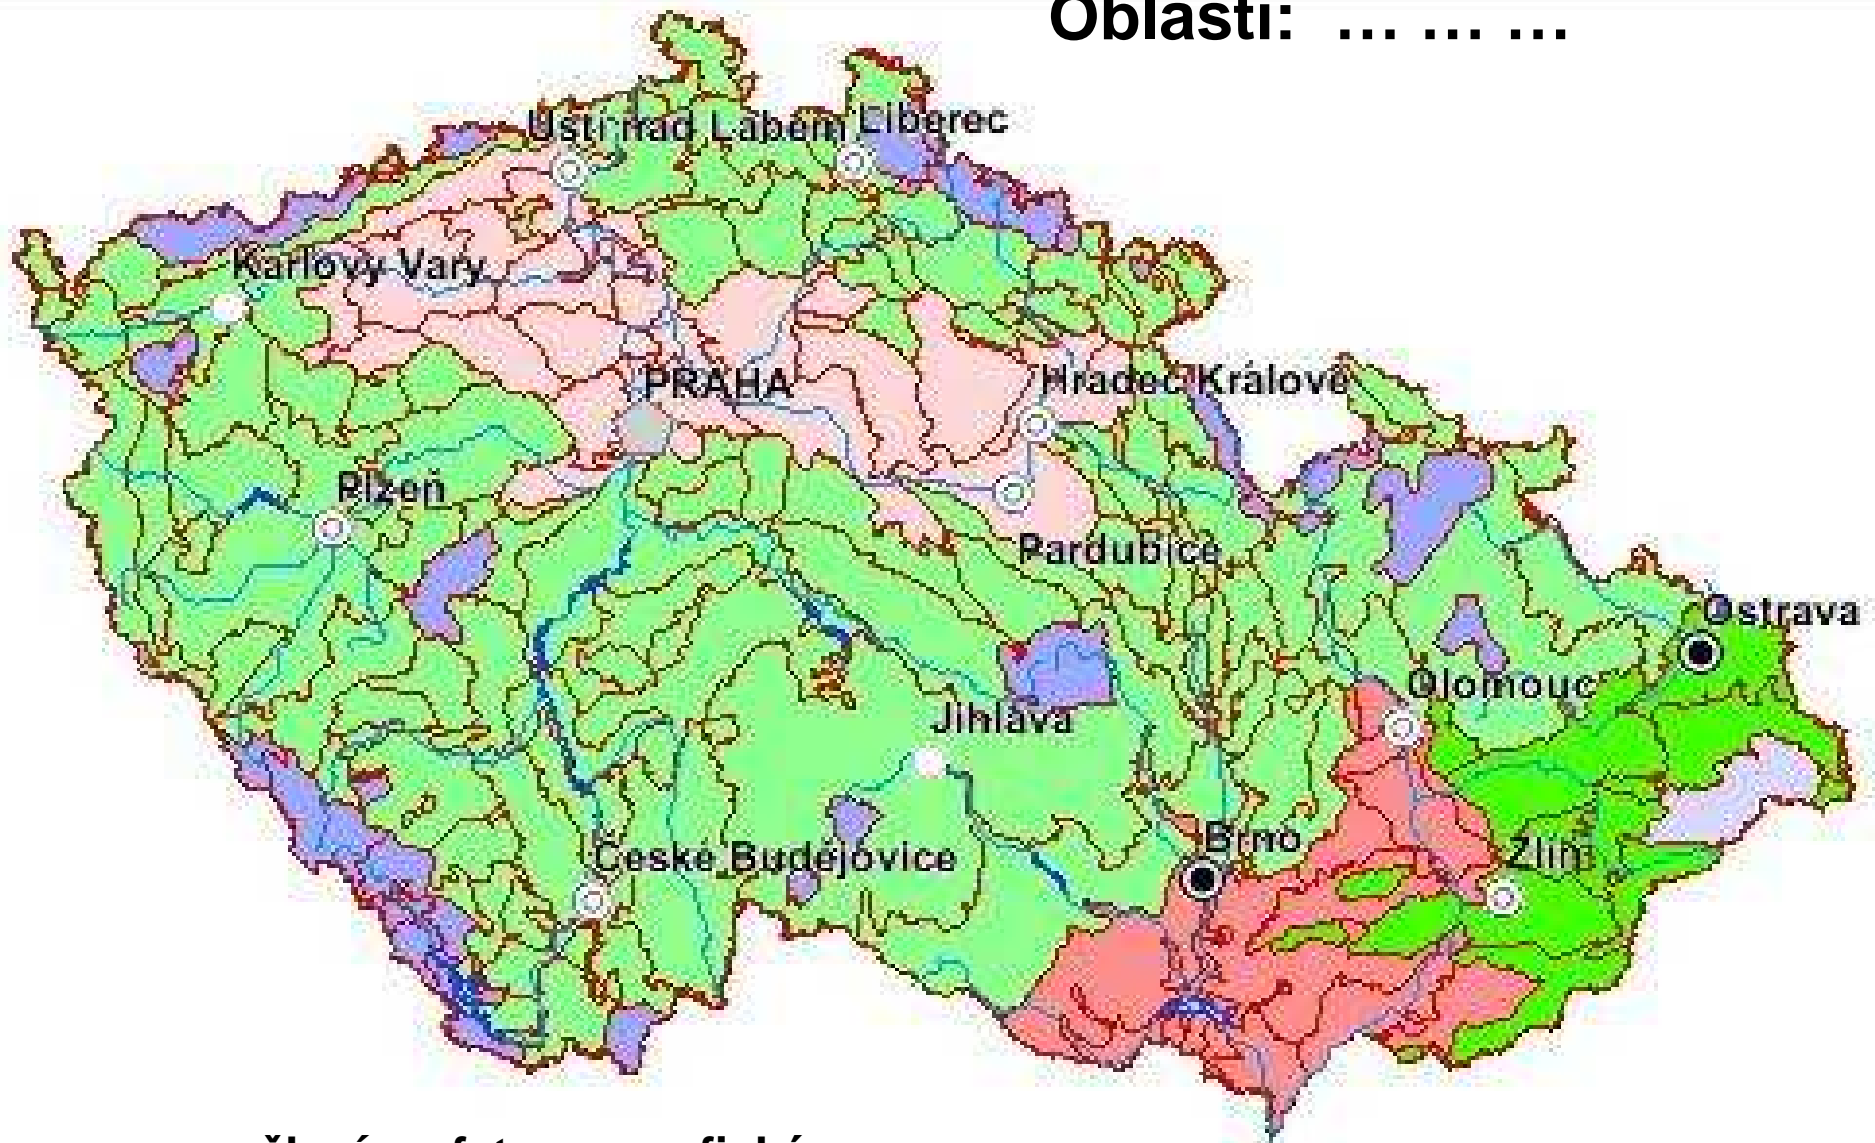 Oblasti: … … …
Ústí nad Labem
Liberec
Karlovy Vary
PRAHA
Hradec Králové
Plzeň
Pardubice
Ostrava
Olomouc
Jihlava
Brno
České Budějovice
Zlín